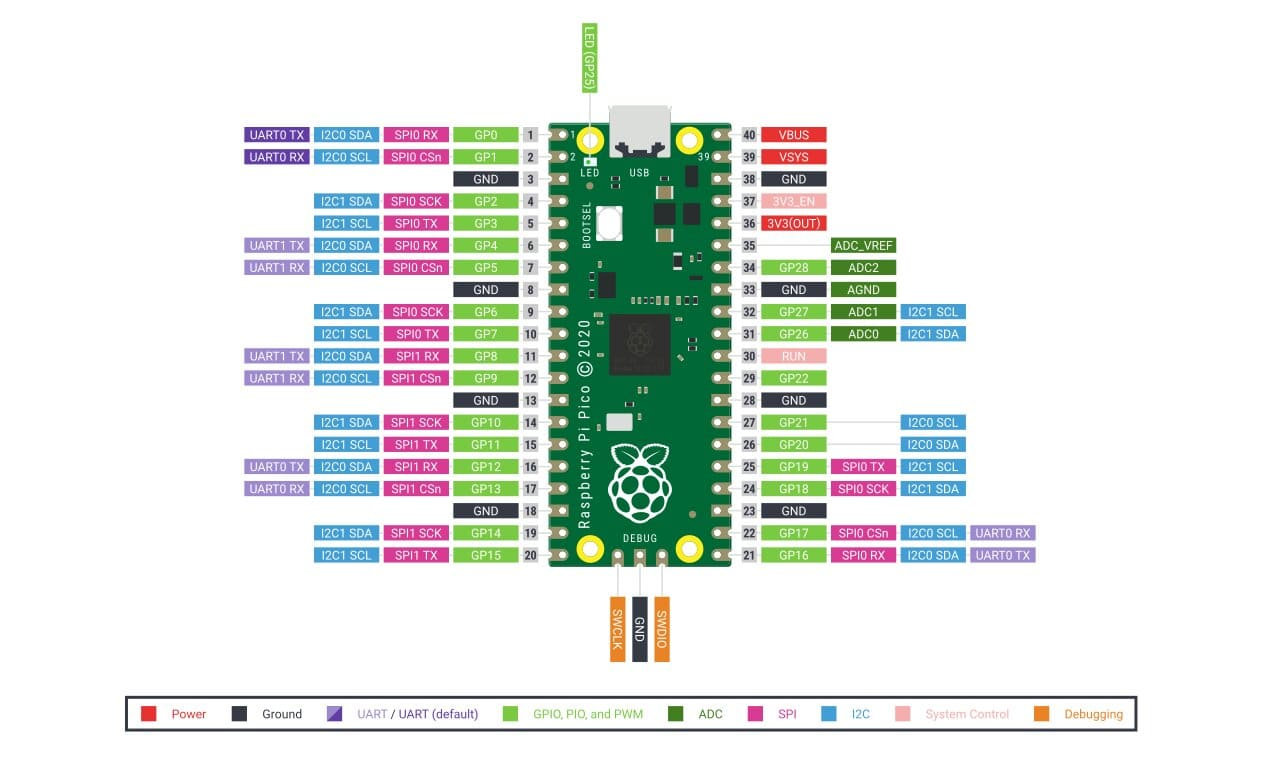 LED (GP25)
UART0 TX I2C0 SDA SPI0 RX GP0 1 1 40 VBUS
UART0 RX I2C0 SCL SPI0 CSn GP1 2 2 39 39 VSYS
GND 3 LED USB 38 GND
I2C1 SDA SPI0 SCK GP2 4 37 3V3_EN
I2C1 SCL SPI0 TX GP3 5 BOOTSEL 36 3V3(OUT)
UART1 TX I2C0 SDA SPI0 RX GP4 6 35 ADC_VREF
UART1 RX I2C0 SCL SPI0 CSn GP5 7 34 GP28 ADC2
GND 8 33 GND AGND
I2C1 SDA SPI0 SCK GP6 9 32 GP27 ADC1 I2C1 SCL
I2C1 SCL SPI0 TX GP7 10 31 GP26 ADC0 I2C1 SDA
UART1 TX I2C0 SDA SPI1 RX GP8 11 30 RUN
UART1 RX I2C0 SCL SPI1 CSn GP9 12 29 GP22
GND 13 28 GND
I2C1 SDA SPI1 SCK GP10 14 27 GP21 I2C0 SCL
I2C1 SCL SPI1 TX GP11 15 26 GP20 I2C0 SDA
UART0 TX I2C0 SDA SPI1 RX GP12 16 25 GP19 SPI0 TX I2C1 SCL
UART0 RX I2C0 SCL SPI1 CSn GP13 17 24 GP18 SPI0 SCK I2C1 SDA
GND 18 23 GND
I2C1 SDA SPI1 SCK GP14 19 22 GP17 SPI0 CSn I2C0 SCL UART0 RX
I2C1 SCL SPI1 TX GP15 20 21 GP16 SPI0 RX I2C0 SDA UART0 TX
Raspberry Pi Pico ©2020
DEBUG
SWCLK GND SWDIO
Power Ground UART / UART (default) GPIO, PIO, and PWM ADC SPI I2C System Control Debugging